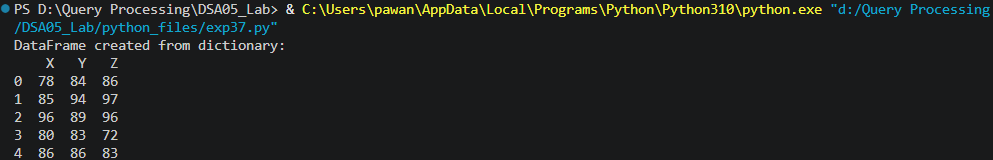 PS D:\Query Processing\DSA05_Lab> & C:\Users\pawan\AppData\Local\Programs\Python\Python310\python.exe "d:/Query Processing
/DSA05_Lab/python_files/exp37.py"
DataFrame created from dictionary:
    X   Y   Z
0  78  84  86
1  85  94  97
2  96  89  96
3  80  83  72
4  86  86  83